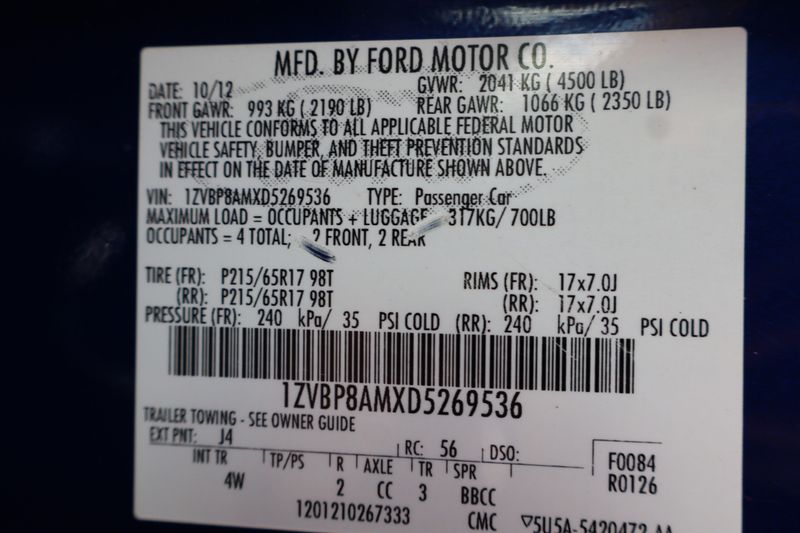 MFD. BY FORD MOTOR CO.
DATE: 10/12 GVWR: 2041 KG ( 4500 LB)
FRONT GAWR: 993 KG ( 2190 LB) REAR GAWR: 1066 KG ( 2350 LB)
THIS VEHICLE CONFORMS TO ALL APPLICABLE FEDERAL MOTOR
VEHICLE SAFETY, BUMPER, AND THEFT PREVENTION STANDARDS
IN EFFECT ON THE DATE OF MANUFACTURE SHOWN ABOVE.
VIN: 1ZVBP8AMXD5269536 TYPE: Passenger Car
MAXIMUM LOAD = OCCUPANTS + LUGGAGE 317KG/ 700LB
OCCUPANTS = 4 TOTAL; 2 FRONT, 2 REAR
TIRE (FR): P215/65R17 98T RIMS (FR): 17x7.0J
(RR): P215/65R17 98T (RR): 17x7.0J
PRESSURE (FR): 240 kPa/ 35 PSI COLD (RR): 240 kPa/ 35 PSI COLD
1ZVBP8AMXD5269536
TRAILER TOWING - SEE OWNER GUIDE
EXT PNT: J4 RC: 56 DSO: F0084
INT TR TP/PS R AXLE TR SPR R0126
4W 2 CC 3 BBCC
1201210267333 CMC ▽5U5A-5420472-AA